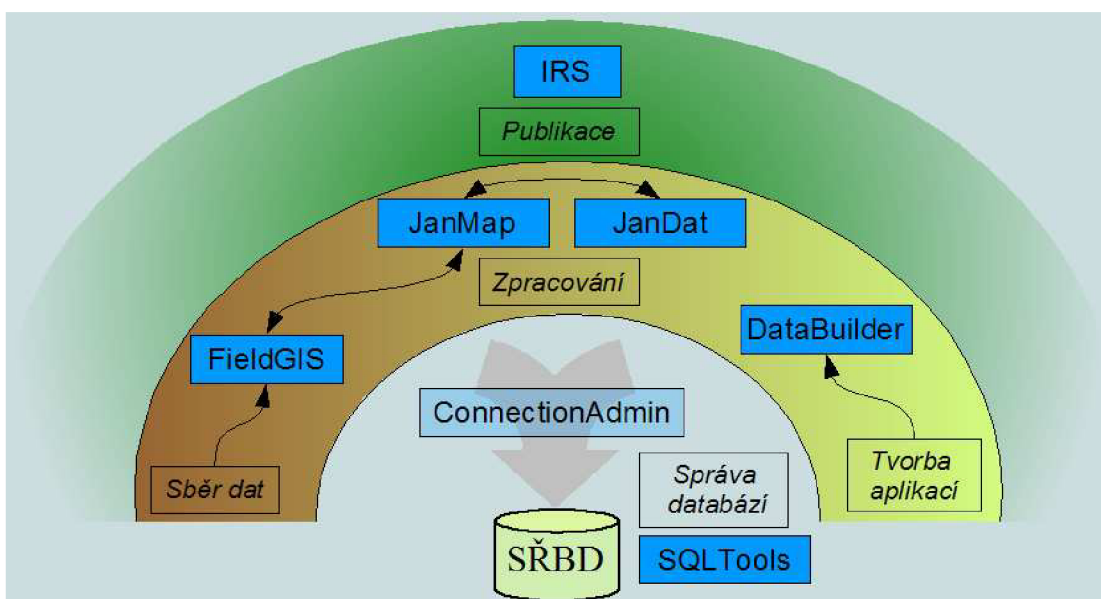 IRS
Publikace
JanMap
JanDat
Zpracování
FieldGIS
DataBuilder
ConnectionAdmin
Sběr dat
Správa
databází
Tvorba
aplikací
SŘBD
SQLTools